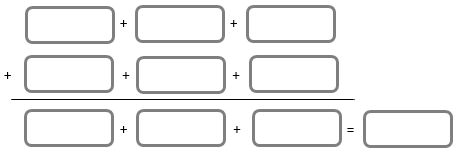 + +
+ + +
+ + =